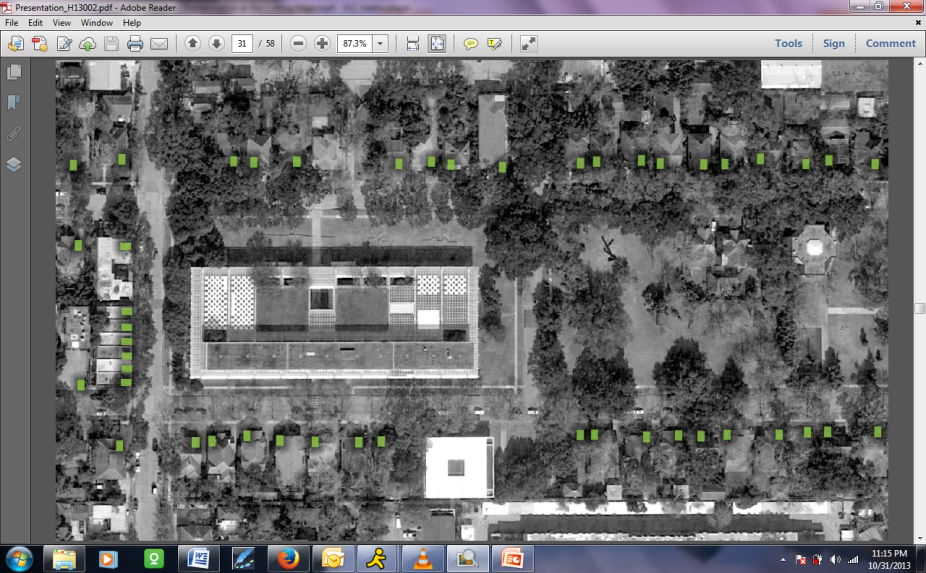 Presentation_H13002.pdf - Adobe Reader
File Edit View Window Help
31 / 58 87.3% Tools Sign Comment
11:15 PM
10/31/2013